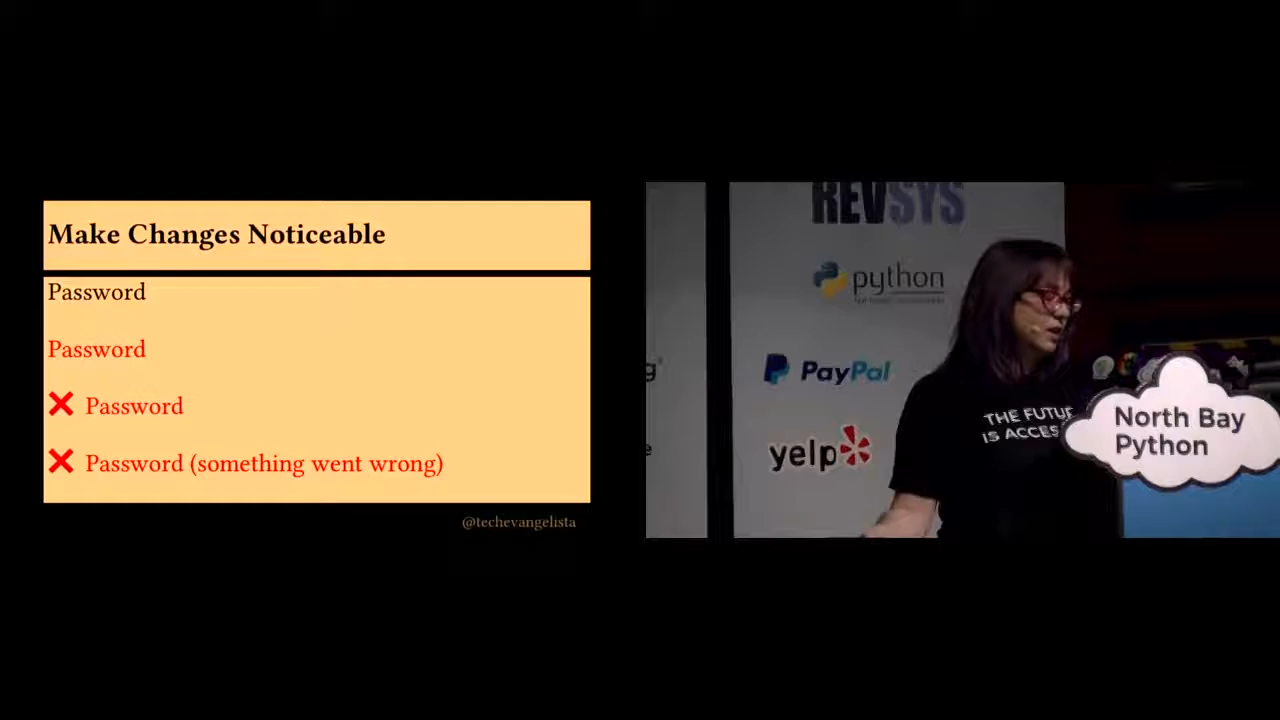 Make Changes Noticeable
Password
Password
❌ Password
❌ Password (something went wrong)
@techevangelista
REVSYS
python
PayPal
yelp
THE FUTUR
IS ACCES
North Bay
Python